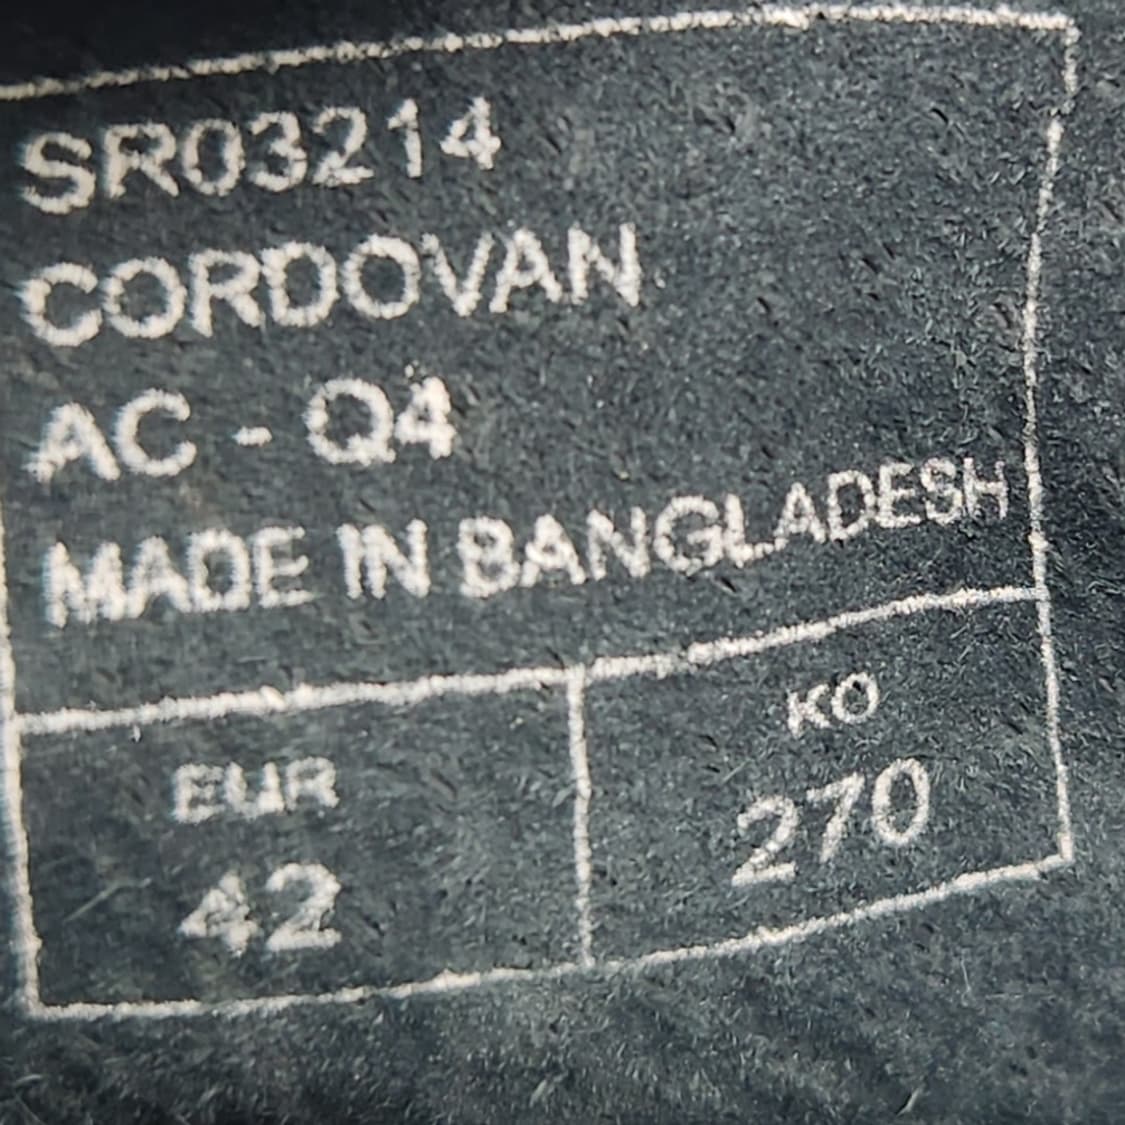 SR03214
CORDOVAN
AC - Q4
MADE IN BANGLADESH
EUR
42
KO
270